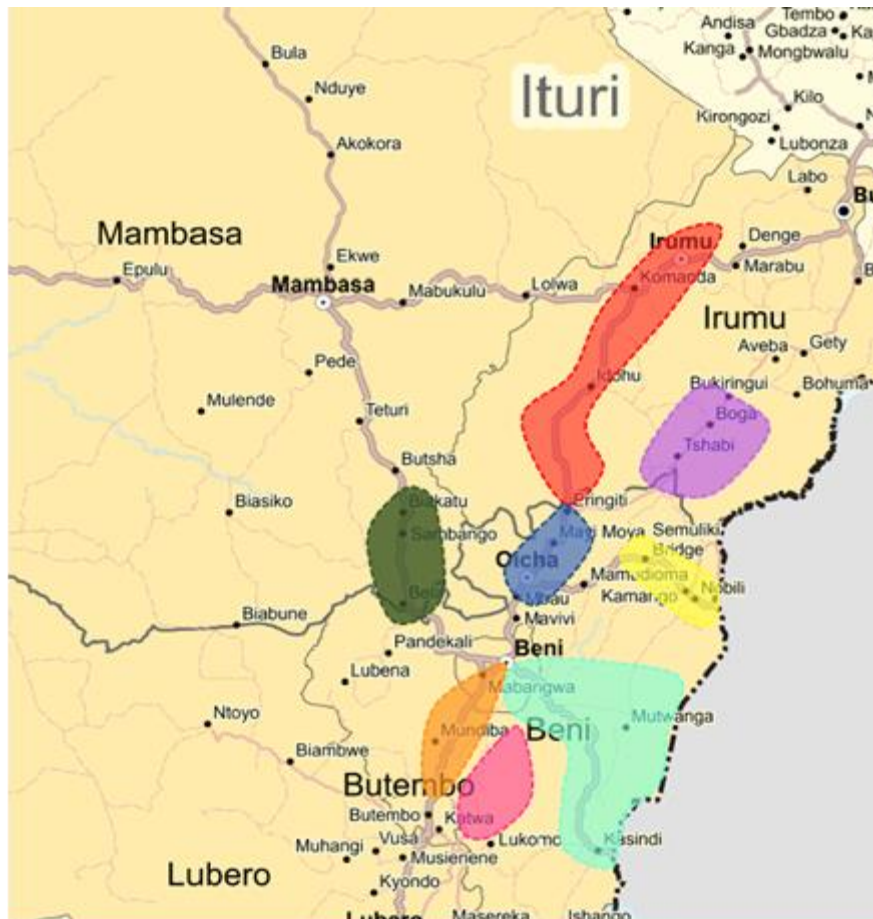 Andisa
Tembo
Gbadza
Kanga
Mongbwalu
Bula
Nduye
Ituri
Kilo
Kirongozi
Lubonza
Akokora
Labo
Mambasa
Irumu
Denge
Ekwe
Epulu
Komanda
Marabu
Mambasa
Mabukulu
Lolwa
Irumu
Aveba
Gety
Pede
Idohu
Bukiringui
Bohuma
Mulende
Teturi
Boga
Tshabi
Butsha
Biasiko
Biakatu
Eringiti
Sambango
Mayi Moya
Semuliki
Bridge
Oicha
Mamudioma
Kamango
Nobili
Mbau
Biabune
Mavivi
Pandekali
Beni
Lubena
Mabangwa
Ntoyo
Mutwanga
Mundiba
Beni
Biambwe
Butembo
Butembo
Katwa
Muhangi
Vusa
Kasindi
Musienene
Lubero
Kyondo
Lubero
Masereka
Ishango